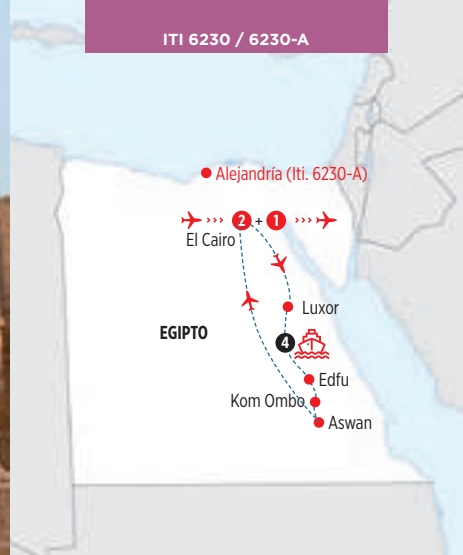 ITI 6230 / 6230-A
Alejandría (Iti. 6230-A)
2 + 1
El Cairo
Luxor
EGIPTO
4
Edfu
Kom Ombo
Aswan